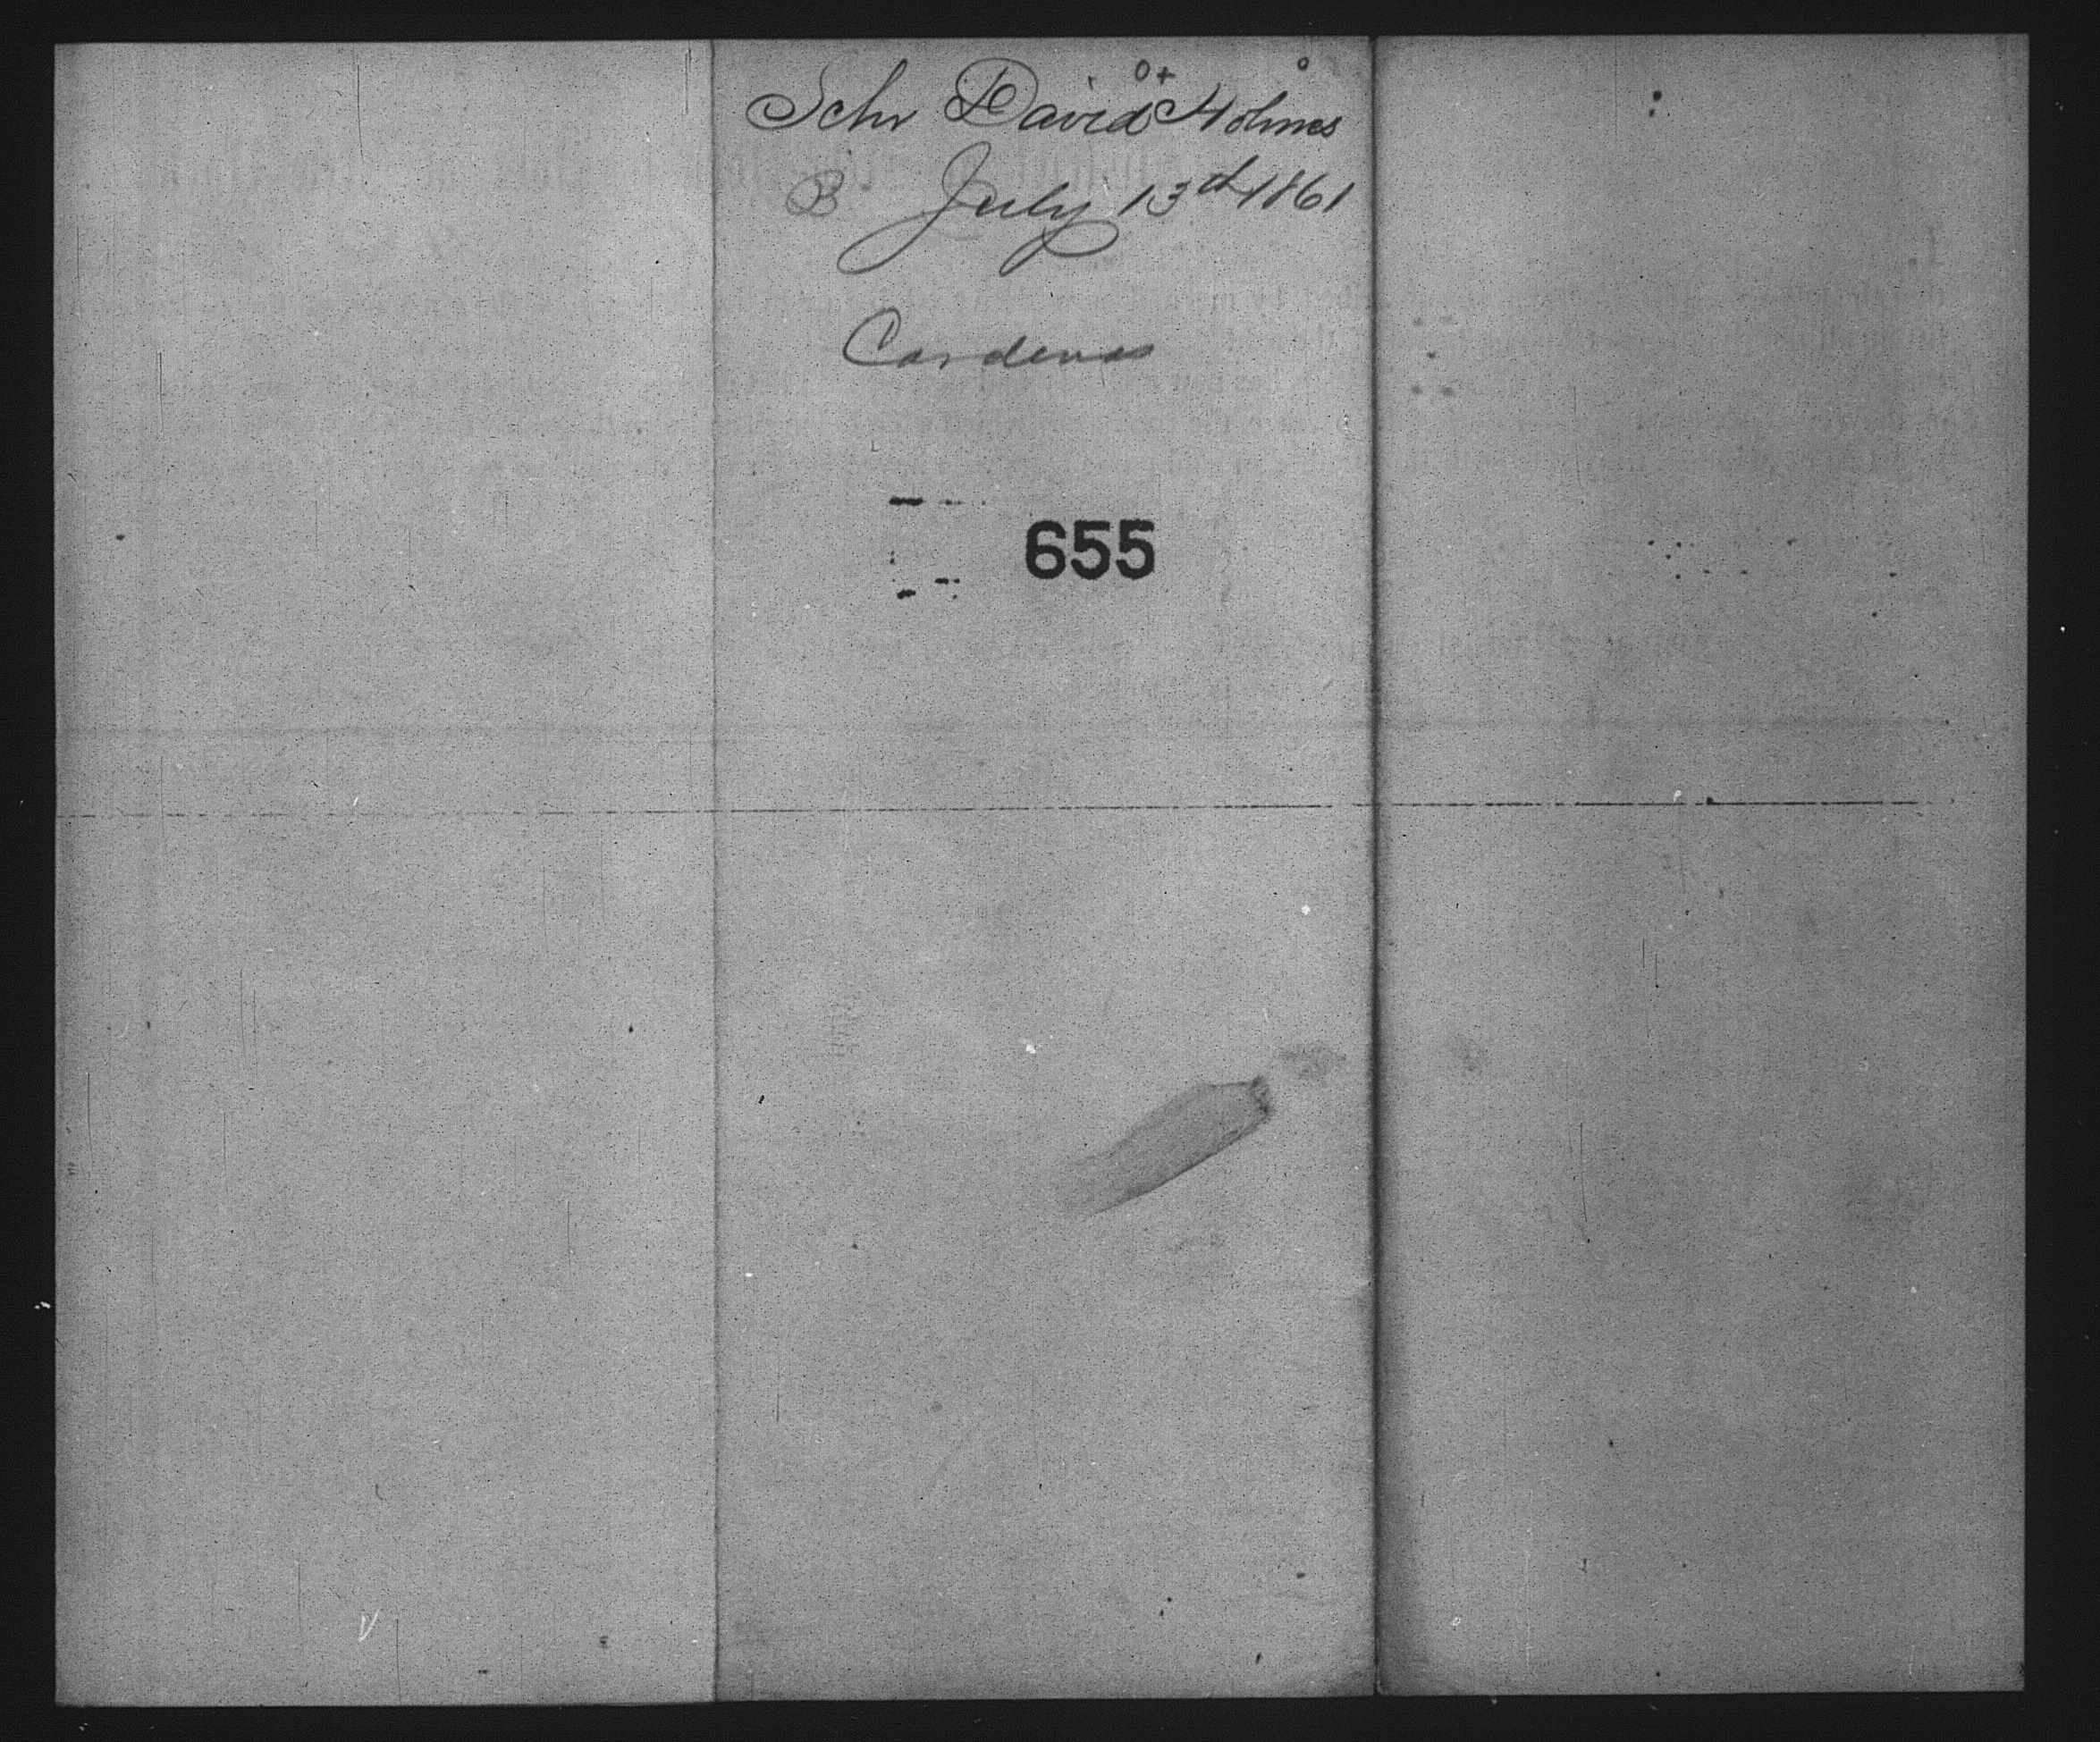 Schr David Holmes
B July 13th 1861
Cardenas
655